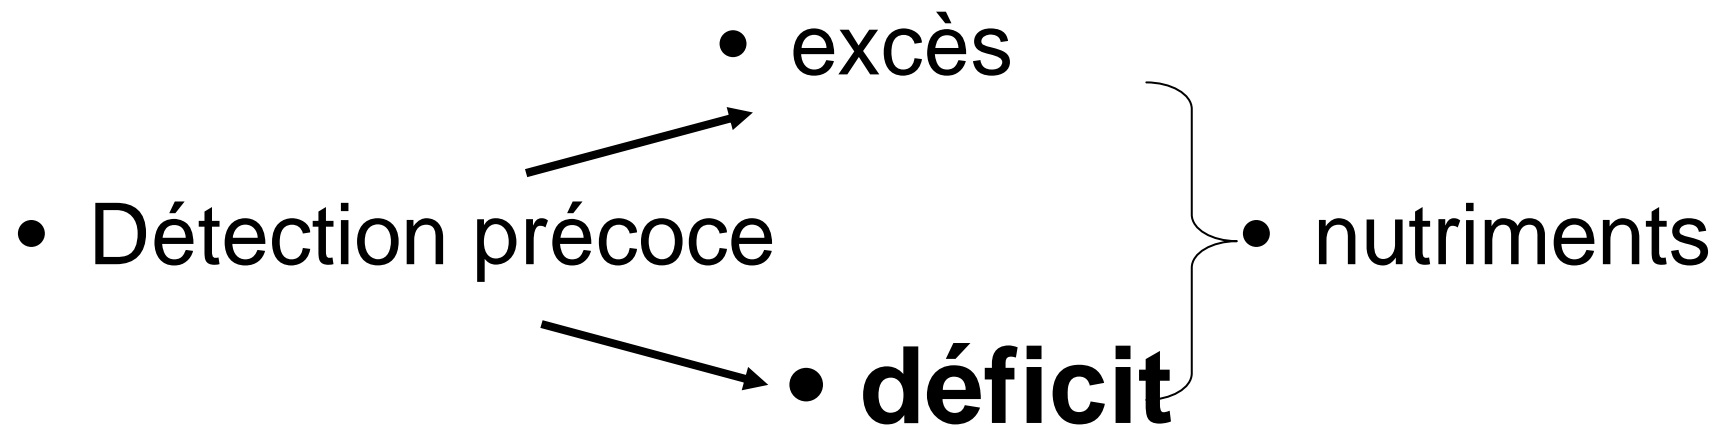 • excès
• Détection précoce
• nutriments
• déficit